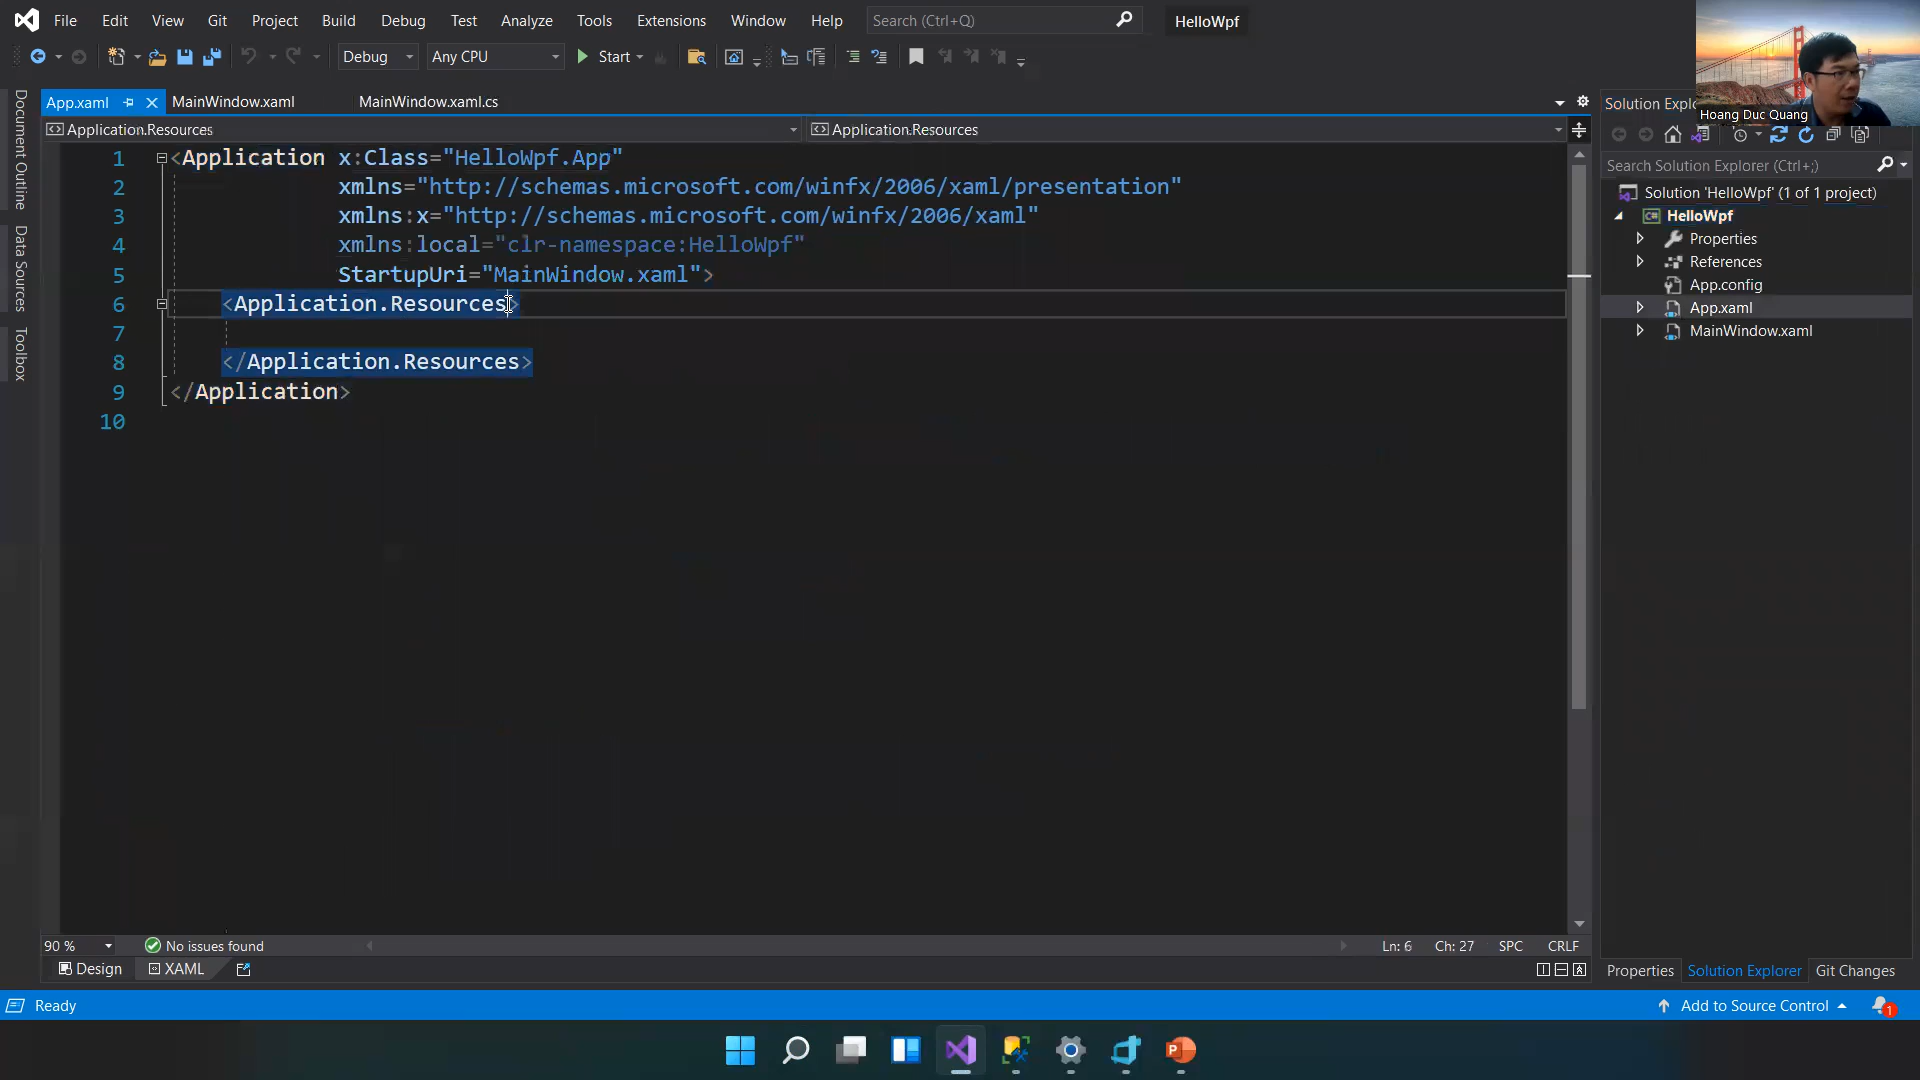 File Edit View Git Project Build Debug Test Analyze Tools Extensions Window Help Search (Ctrl+Q) HelloWpf
Debug Any CPU Start
Hoang Duc Quang
App.xaml MainWindow.xaml MainWindow.xaml.cs
Application.Resources Application.Resources
Document Outline
Data Sources
Toolbox
1 <Application x:Class="HelloWpf.App"
2 xmlns="http://schemas.microsoft.com/winfx/2006/xaml/presentation"
3 xmlns:x="http://schemas.microsoft.com/winfx/2006/xaml"
4 xmlns:local="clr-namespace:HelloWpf"
5 StartupUri="MainWindow.xaml">
6 <Application.Resources>
7
8 </Application.Resources>
9 </Application>
10
90 % No issues found Ln: 6 Ch: 27 SPC CRLF
Design XAML
Solution Explo
Search Solution Explorer (Ctrl+;)
Solution 'HelloWpf' (1 of 1 project)
HelloWpf
Properties
References
App.config
App.xaml
MainWindow.xaml
Properties Solution Explorer Git Changes
Ready Add to Source Control 1